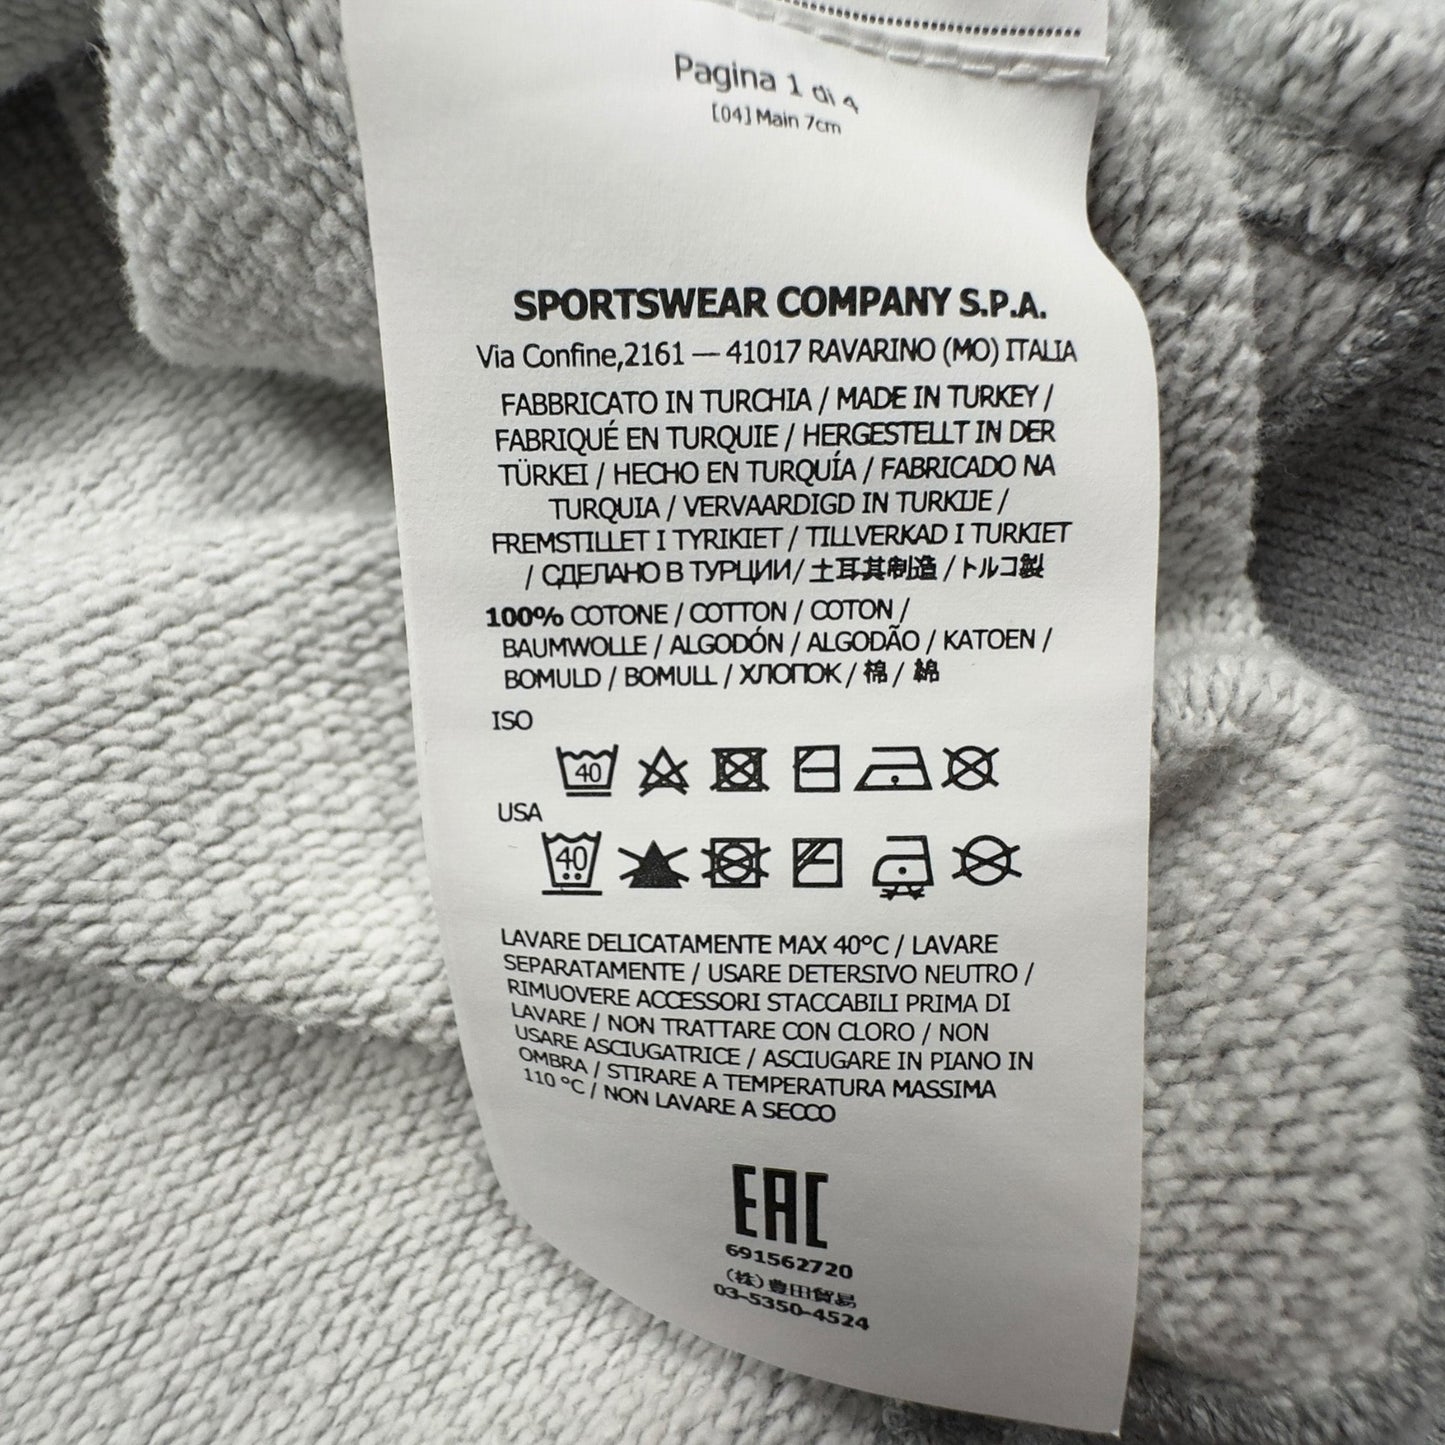 Pagina 1 di 4
[04] Main 7cm
SPORTSWEAR COMPANY S.P.A.
Via Confine,2161 — 41017 RAVARINO (MO) ITALIA
FABBRICATO IN TURCHIA / MADE IN TURKEY /
FABRIQUÉ EN TURQUIE / HERGESTELLT IN DER
TÜRKEI / HECHO EN TURQUÍA / FABRICADO NA
TURQUIA / VERVAARDIGD IN TURKIJE /
FREMSTILLET I TYRKIET / TILLVERKAD I TURKIET
/ СДЕЛАНО В ТУРЦИИ/ 土耳其制造 / トルコ製
100% COTONE / COTTON / COTON /
BAUMWOLLE / ALGODÓN / ALGODÃO / KATOEN /
BOMULD / BOMULL / ХЛОПОК / 棉 / 綿
ISO
40
USA
40
LAVARE DELICATAMENTE MAX 40°C / LAVARE
SEPARATAMENTE / USARE DETERSIVO NEUTRO /
RIMUOVERE ACCESSORI STACCABILI PRIMA DI
LAVARE / NON TRATTARE CON CLORO / NON
USARE ASCIUGATRICE / ASCIUGARE IN PIANO IN
OMBRA / STIRARE A TEMPERATURA MASSIMA
110 °C / NON LAVARE A SECCO
EAC
691562720
(株)豊田貿易
03-5350-4524